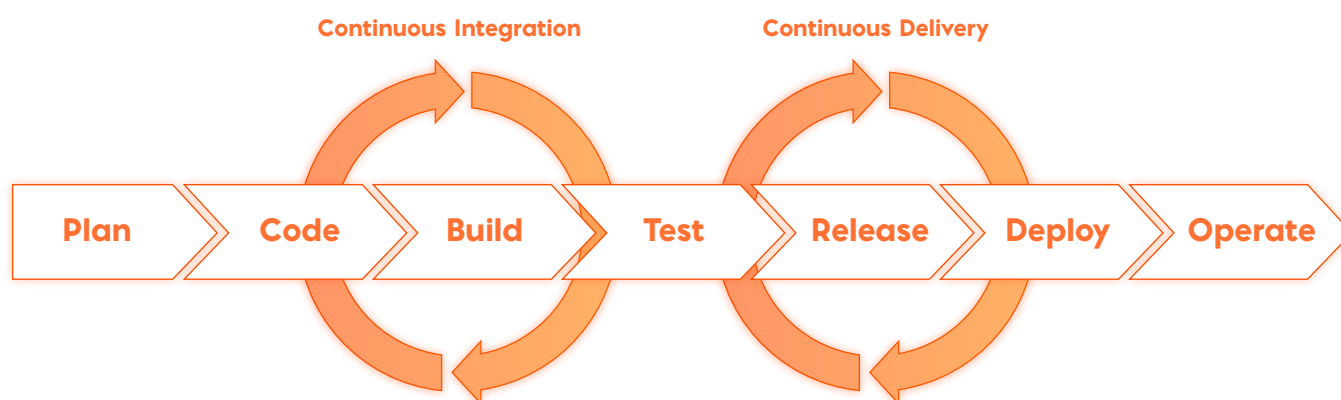 Continuous Integration
Continuous Delivery
Plan
Code
Build
Test
Release
Deploy
Operate